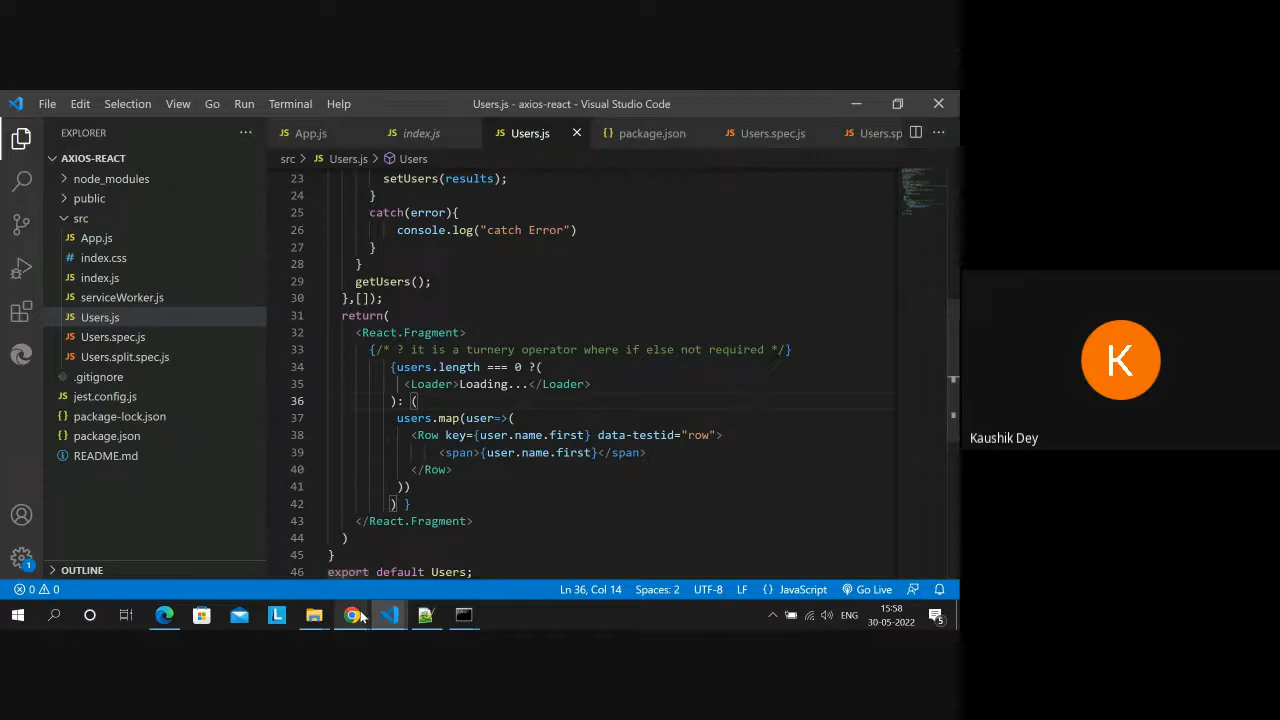 File Edit Selection View Go Run Terminal Help Users.js - axios-react - Visual Studio Code
EXPLORER ...
JS App.js JS index.js JS Users.js {} package.json JS Users.spec.js JS Users.sp ...
AXIOS-REACT
src > JS Users.js > Users
node_modules
public
src
JS App.js
# index.css
JS index.js
JS serviceWorker.js
JS Users.js
JS Users.spec.js
JS Users.split.spec.js
.gitignore
JS jest.config.js
{} package-lock.json
{} package.json
README.md
OUTLINE
23 setUsers(results);
24 }
25 catch(error){
26 console.log("catch Error")
27 }
28 }
29 getUsers();
30 },[]);
31 return(
32 <React.Fragment>
33 {/* ? it is a turnery operator where if else not required */}
34 {users.length === 0 ?(
35 <Loader>Loading...</Loader>
36 ): (
37 users.map(user=>(
38 <Row key={user.name.first} data-testid="row">
39 <span>{user.name.first}</span>
40 </Row>
41 ))
42 ) }
43 </React.Fragment>
44 )
45 }
46 export default Users;
1
0 0 Ln 36, Col 14 Spaces: 2 UTF-8 LF {} JavaScript Go Live
L ENG 15:58
30-05-2022 5
K
Kaushik Dey